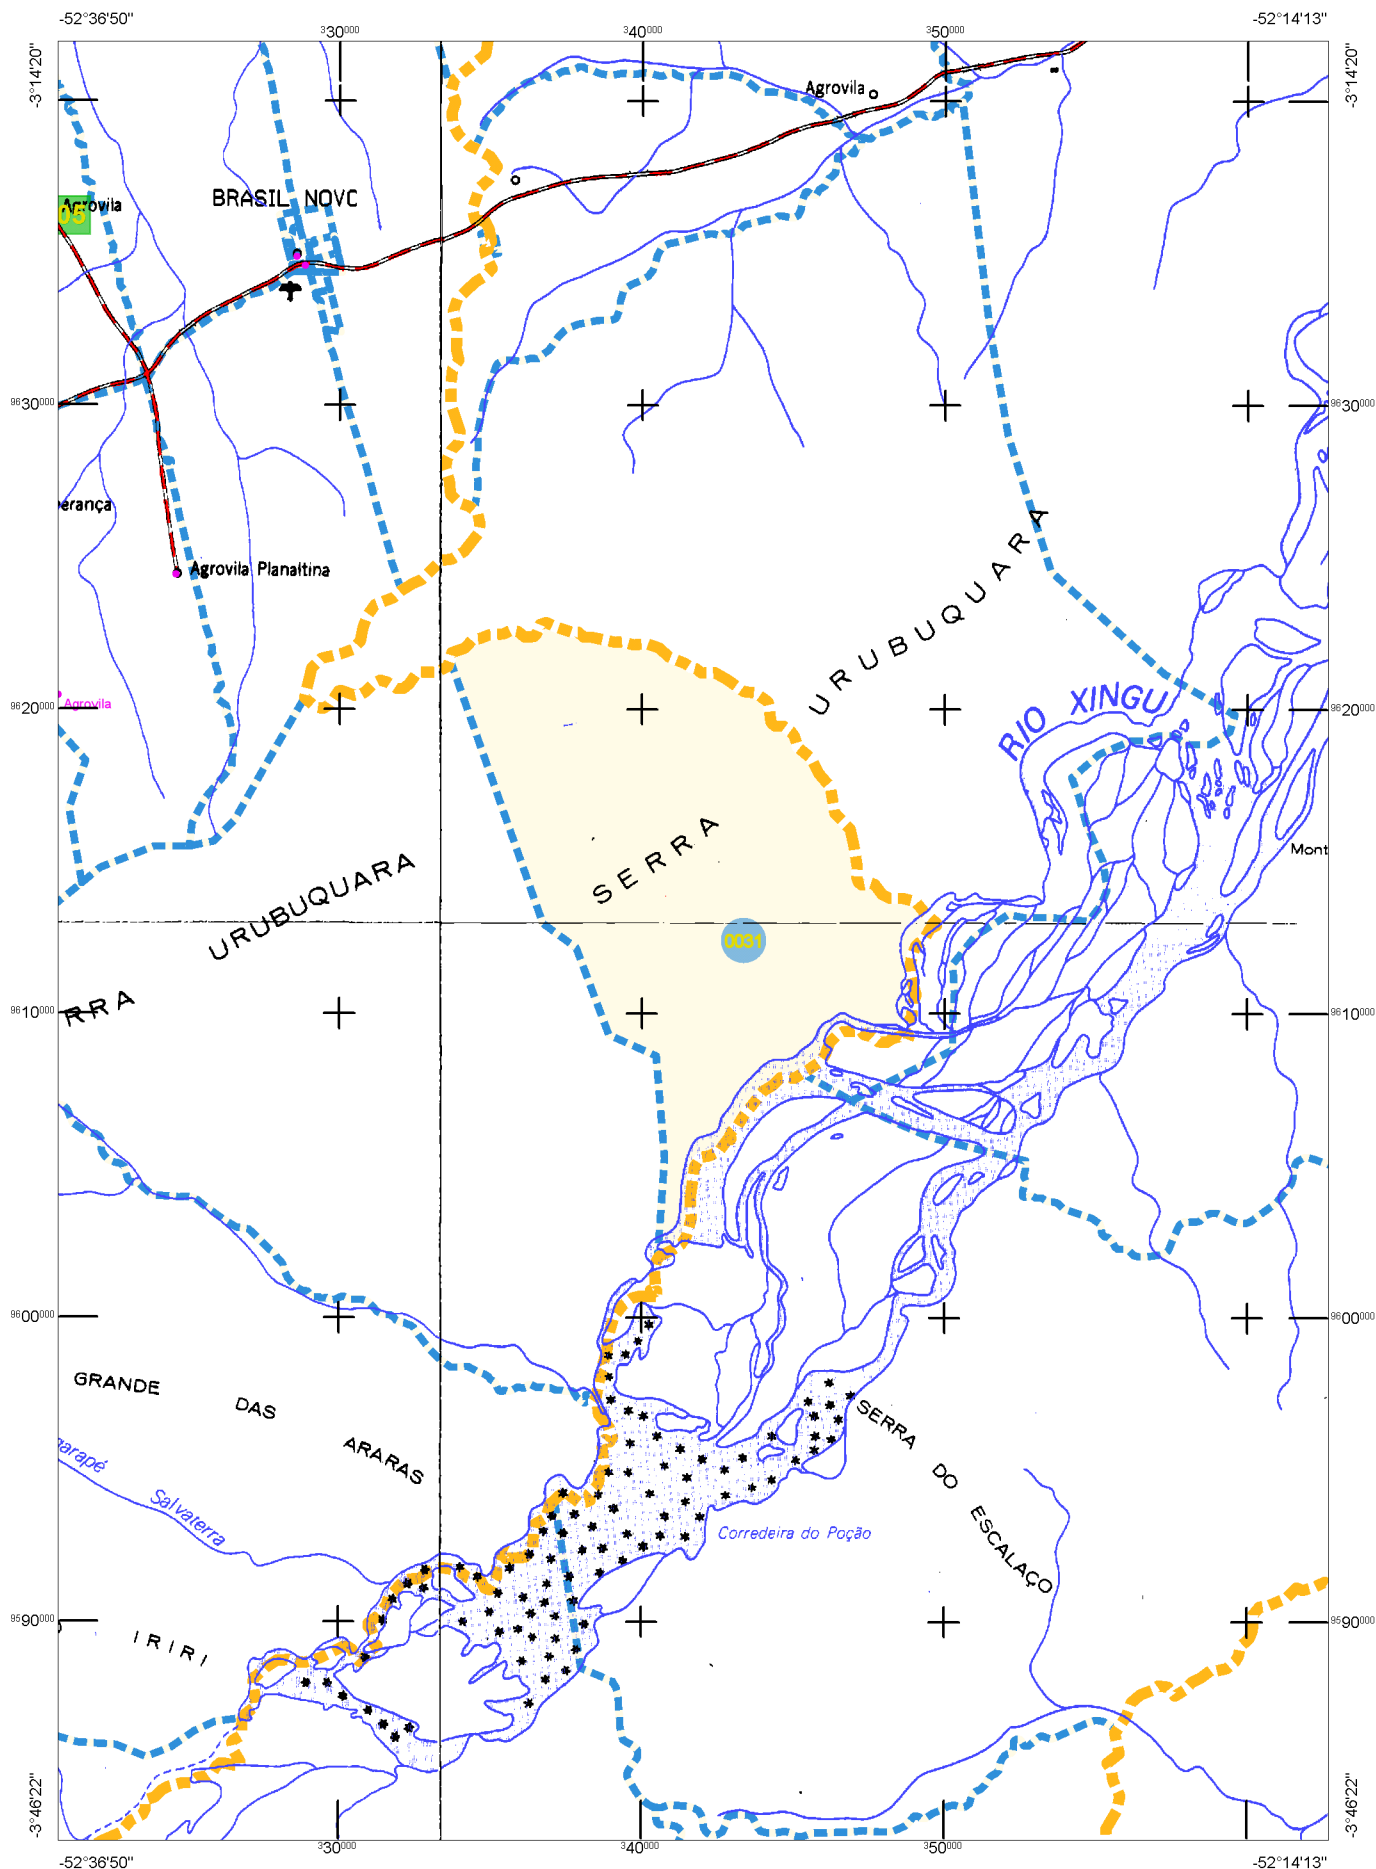 -52°36'50"
-52°14'13"
330000
340000
350000
-3°14'20"
-3°14'20"
Agrovila
Agrovila
05
BRASIL NOVO
9630000
9630000
perança
URUBUQUARA
Agrovila Planaltina
Agrovila
9620000
9620000
RIO XINGU
SERRA
Mont
URUBUQUARA
0031
RRA
9610000
9610000
9600000
9600000
GRANDE DAS ARARAS
SERRA DO ESCALAÇO
garapé Salvaterra
Corredeira do Poção
9590000
9590000
IRIRI
-3°46'22"
-3°46'22"
330000
340000
350000
-52°36'50"
-52°14'13"